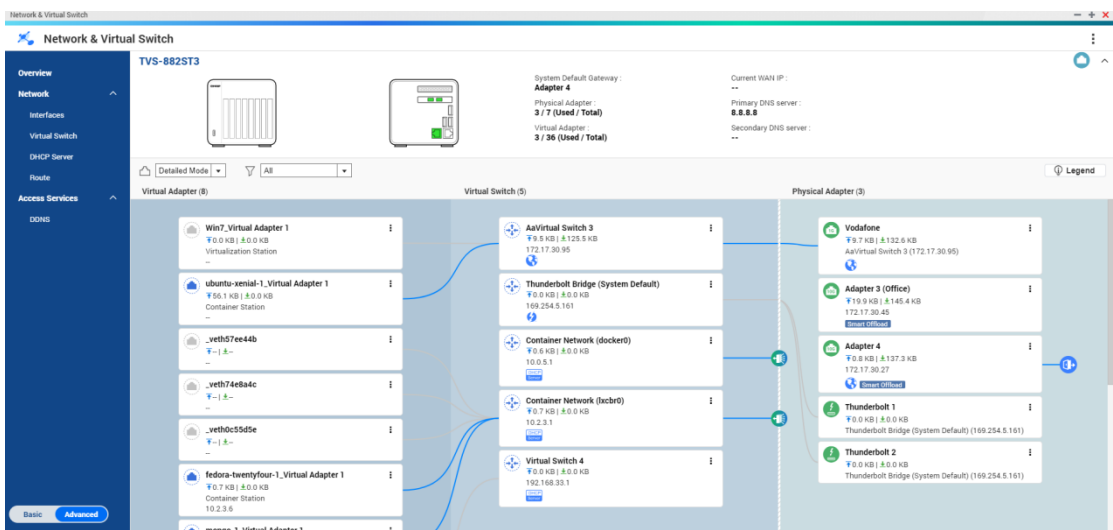 Network & Virtual Switch
Network & Virtual Switch
TVS-882ST3
Overview
Network
Interfaces
Virtual Switch
DHCP Server
Route
Access Services
DDNS
Basic
Advanced
System Default Gateway :
Adapter 4
Physical Adapter :
3 / 7 (Used / Total)
Virtual Adapter :
3 / 36 (Used / Total)
Current WAN IP :
--
Primary DNS server :
8.8.8.8
Secondary DNS server :
--
Detailed Mode
All
Legend
Virtual Adapter (8)
Win7_Virtual Adapter 1
0.0 KB | 0.0 KB
Virtualization Station
--
ubuntu-xenial-1_Virtual Adapter 1
56.1 KB | 0.0 KB
Container Station
--
_veth57ee44b
-- | --
--
_veth74e8a4c
-- | --
--
_veth0c55d5e
-- | --
--
fedora-twentyfour-1_Virtual Adapter 1
0.7 KB | 0.0 KB
Container Station
10.2.3.6
Virtual Switch (5)
AaVirtual Switch 3
9.5 KB | 125.5 KB
172.17.30.95
Thunderbolt Bridge (System Default)
0.0 KB | 0.0 KB
169.254.5.161
Container Network (docker0)
0.6 KB | 0.0 KB
10.0.5.1
DHCP
Server
Container Network (lxcbr0)
0.7 KB | 0.0 KB
10.2.3.1
DHCP
Server
Virtual Switch 4
0.0 KB | 0.0 KB
192.168.33.1
DHCP
Server
Physical Adapter (3)
Vodafone
9.7 KB | 132.6 KB
AaVirtual Switch 3 (172.17.30.95)
Adapter 3 (Office)
19.9 KB | 145.4 KB
172.17.30.45
Smart Offload
Adapter 4
0.8 KB | 137.3 KB
172.17.30.27
Smart Offload
Thunderbolt 1
0.0 KB | 0.0 KB
Thunderbolt Bridge (System Default) (169.254.5.161)
Thunderbolt 2
0.0 KB | 0.0 KB
Thunderbolt Bridge (System Default) (169.254.5.161)